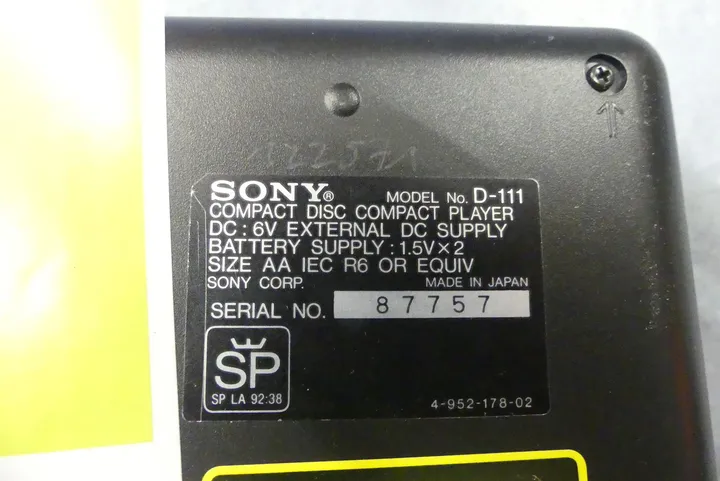 SONY® MODEL No. D-111
COMPACT DISC COMPACT PLAYER
DC : 6V EXTERNAL DC SUPPLY
BATTERY SUPPLY : 1.5V×2
SIZE AA IEC R6 OR EQUIV
SONY CORP. MADE IN JAPAN
SERIAL NO. 87757
SP
SP LA 92:38
4-952-178-02